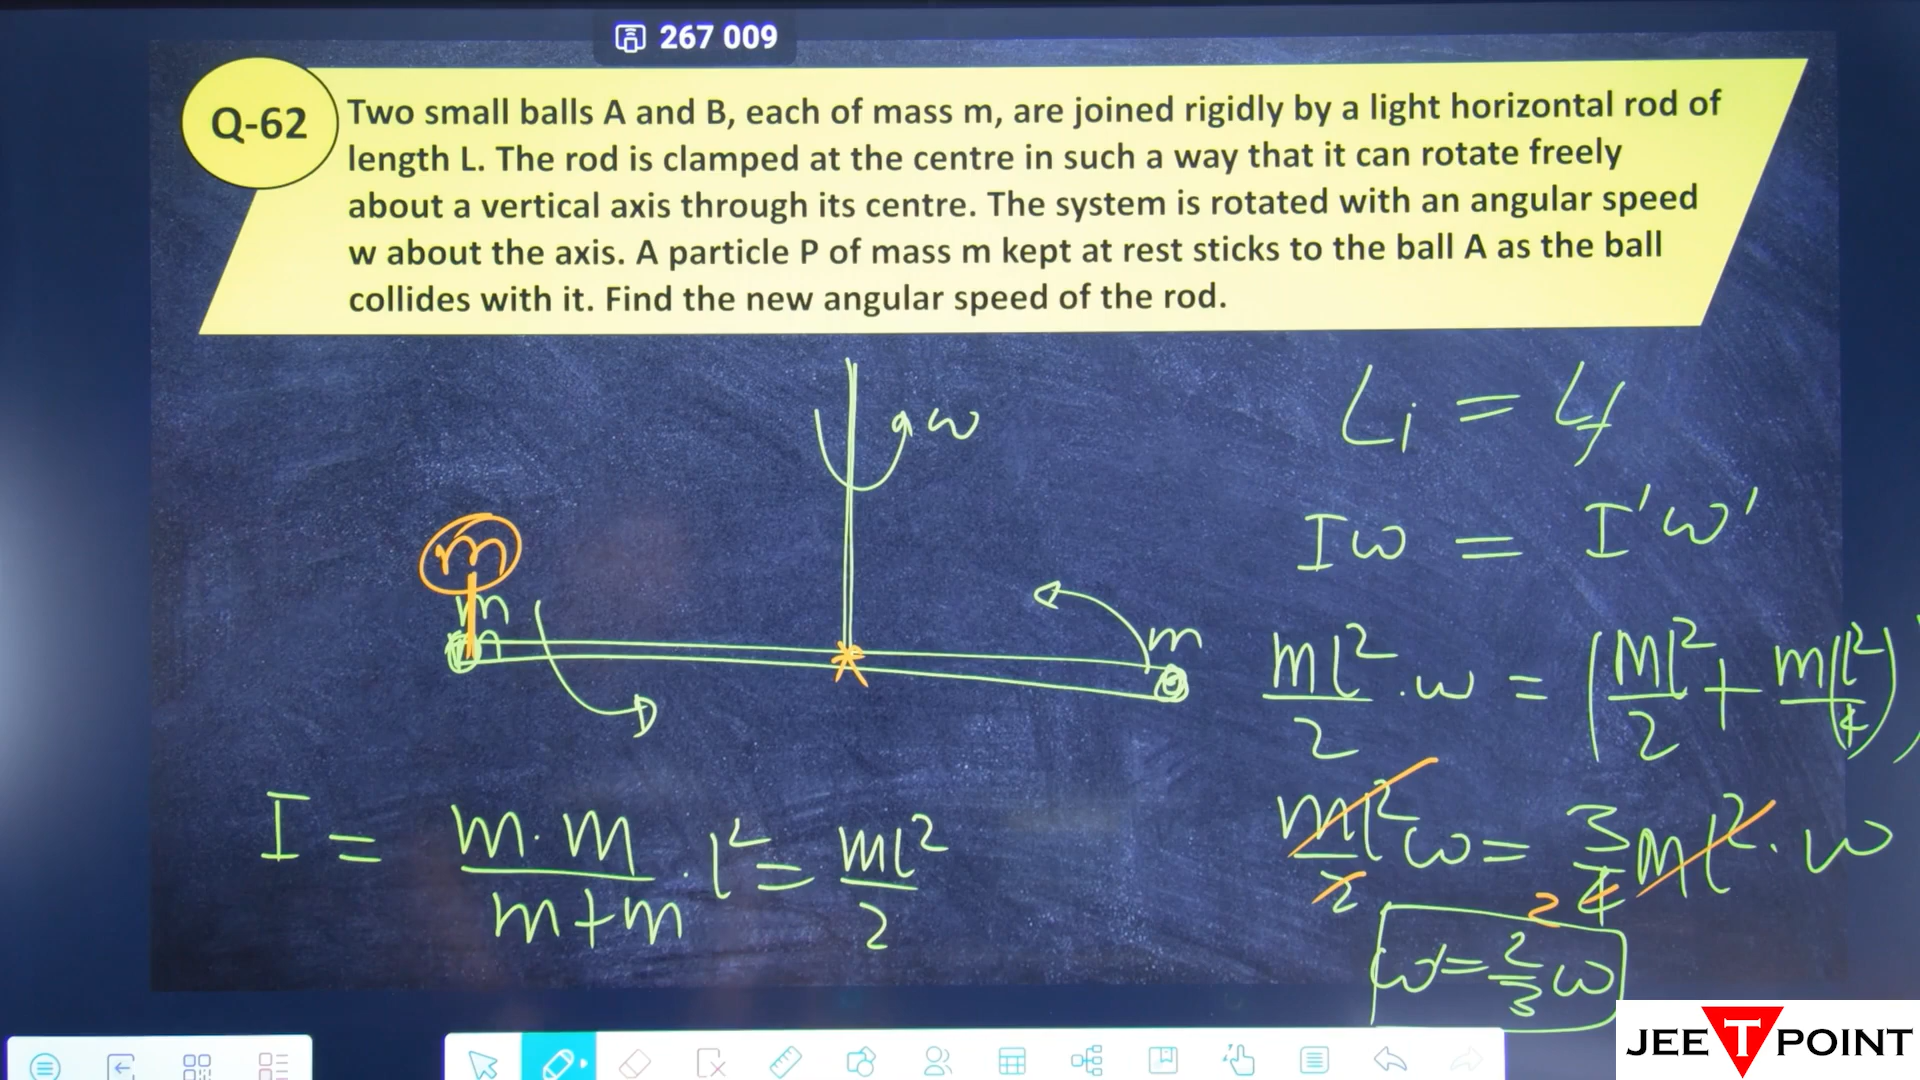 267 009
Q-62
Two small balls A and B, each of mass m, are joined rigidly by a light horizontal rod of
length L. The rod is clamped at the centre in such a way that it can rotate freely
about a vertical axis through its centre. The system is rotated with an angular speed
w about the axis. A particle P of mass m kept at rest sticks to the ball A as the ball
collides with it. Find the new angular speed of the rod.
ω
m
m
m
m
I = m·m/(m+m) · l² = ml²/2
Li = Lf
Iω = I'ω'
ml²/2 · ω = (ml²/2 + ml²/4)
ml²/2 ω = 3/4 ml² · ω
2
ω = 2/3 ω
JEE T POINT